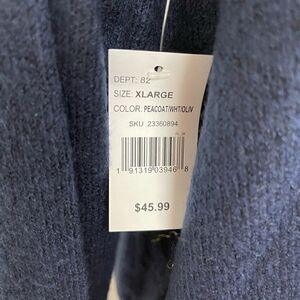 DEPT: 82
SIZE: XLARGE
COLOR: PEACOAT/WHT/OLIV
SKU 23360894
1 91319 03946 8
$45.99